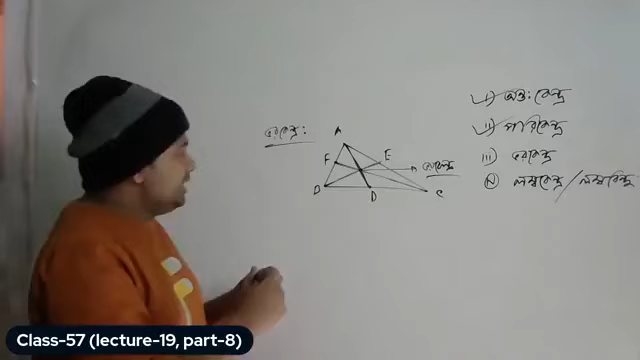 ভরকেন্দ্র:
A
F E
B D C
ভরকেন্দ্র
i) অন্তঃকেন্দ্র
ii) পরিকেন্দ্র
iii) ভরকেন্দ্র
iv) লম্বকেন্দ্র/লম্ববিন্দু
Class-57 (lecture-19, part-8)